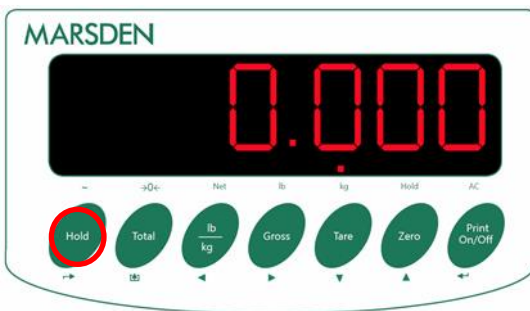 MARSDEN
0.000
~ →0← Net lb kg Hold AC
Hold Total lb/kg Gross Tare Zero Print On/Off